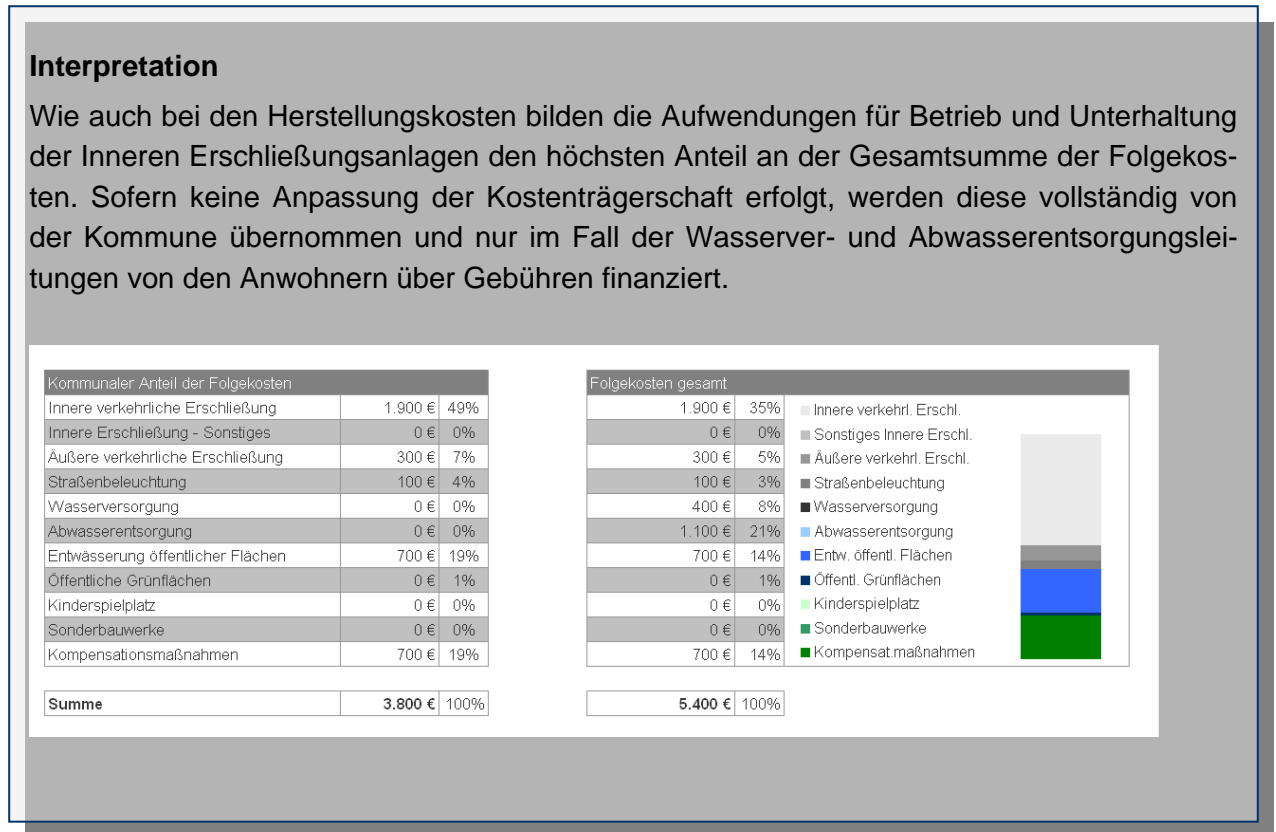 Interpretation
Wie auch bei den Herstellungskosten bilden die Aufwendungen für Betrieb und Unterhaltung
der Inneren Erschließungsanlagen den höchsten Anteil an der Gesamtsumme der Folgekos-
ten. Sofern keine Anpassung der Kostenträgerschaft erfolgt, werden diese vollständig von
der Kommune übernommen und nur im Fall der Wasserver- und Abwasserentsorgungslei-
tungen von den Anwohnern über Gebühren finanziert.
Kommunaler Anteil der Folgekosten
Innere verkehrliche Erschließung 1.900 € 49%
Innere Erschließung - Sonstiges 0 € 0%
Äußere verkehrliche Erschließung 300 € 7%
Straßenbeleuchtung 100 € 4%
Wasserversorgung 0 € 0%
Abwasserentsorgung 0 € 0%
Entwässerung öffentlicher Flächen 700 € 19%
Öffentliche Grünflächen 0 € 1%
Kinderspielplatz 0 € 0%
Sonderbauwerke 0 € 0%
Kompensationsmaßnahmen 700 € 19%
Summe 3.800 € 100%
Folgekosten gesamt
1.900 € 35%
0 € 0%
300 € 5%
100 € 3%
400 € 8%
1.100 € 21%
700 € 14%
0 € 1%
0 € 0%
0 € 0%
700 € 14%
5.400 € 100%
Innere verkehrl. Erschl.
Sonstiges Innere Erschl.
Äußere verkehrl. Erschl.
Straßenbeleuchtung
Wasserversorgung
Abwasserentsorgung
Entw. öffentl. Flächen
Öffentl. Grünflächen
Kinderspielplatz
Sonderbauwerke
Kompensat.maßnahmen